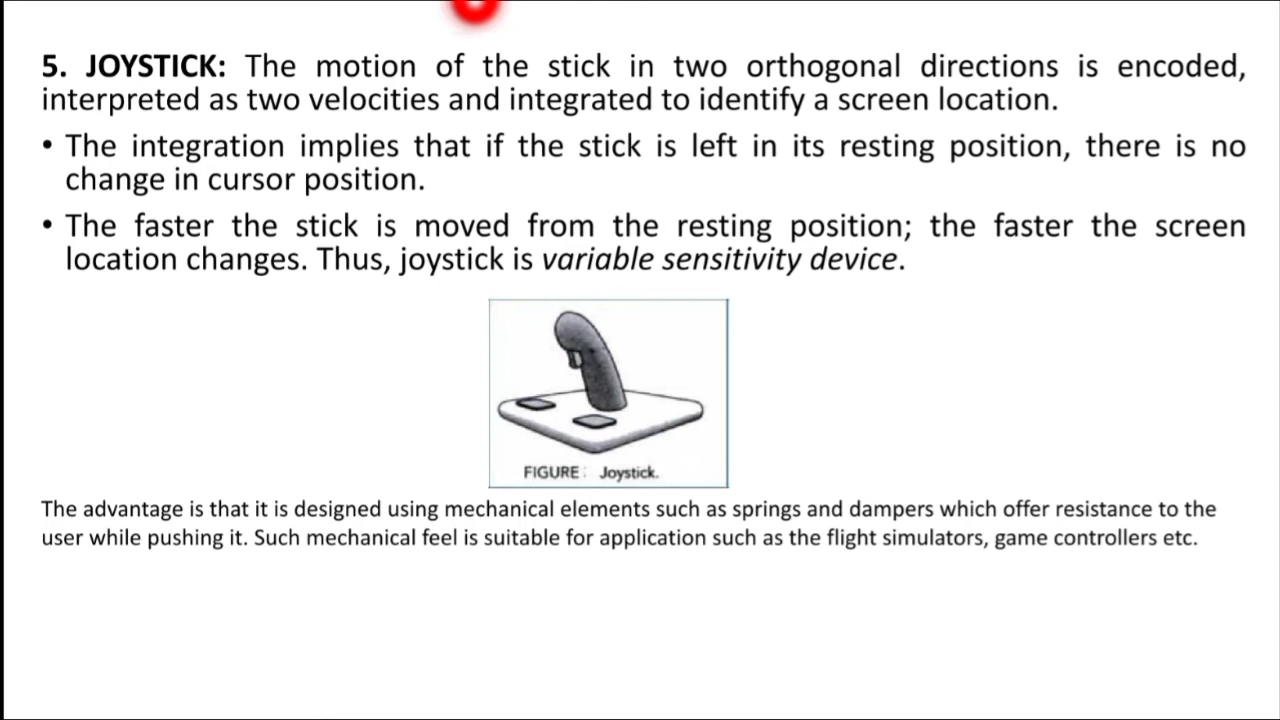 5. JOYSTICK: The motion of the stick in two orthogonal directions is encoded,
interpreted as two velocities and integrated to identify a screen location.
• The integration implies that if the stick is left in its resting position, there is no
change in cursor position.
• The faster the stick is moved from the resting position; the faster the screen
location changes. Thus, joystick is variable sensitivity device.
FIGURE: Joystick.
The advantage is that it is designed using mechanical elements such as springs and dampers which offer resistance to the
user while pushing it. Such mechanical feel is suitable for application such as the flight simulators, game controllers etc.